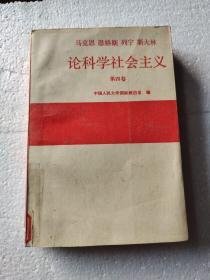 马克思 恩格斯 列宁 斯大林
论科学社会主义
第四卷
中国人民大学国际政治系 编